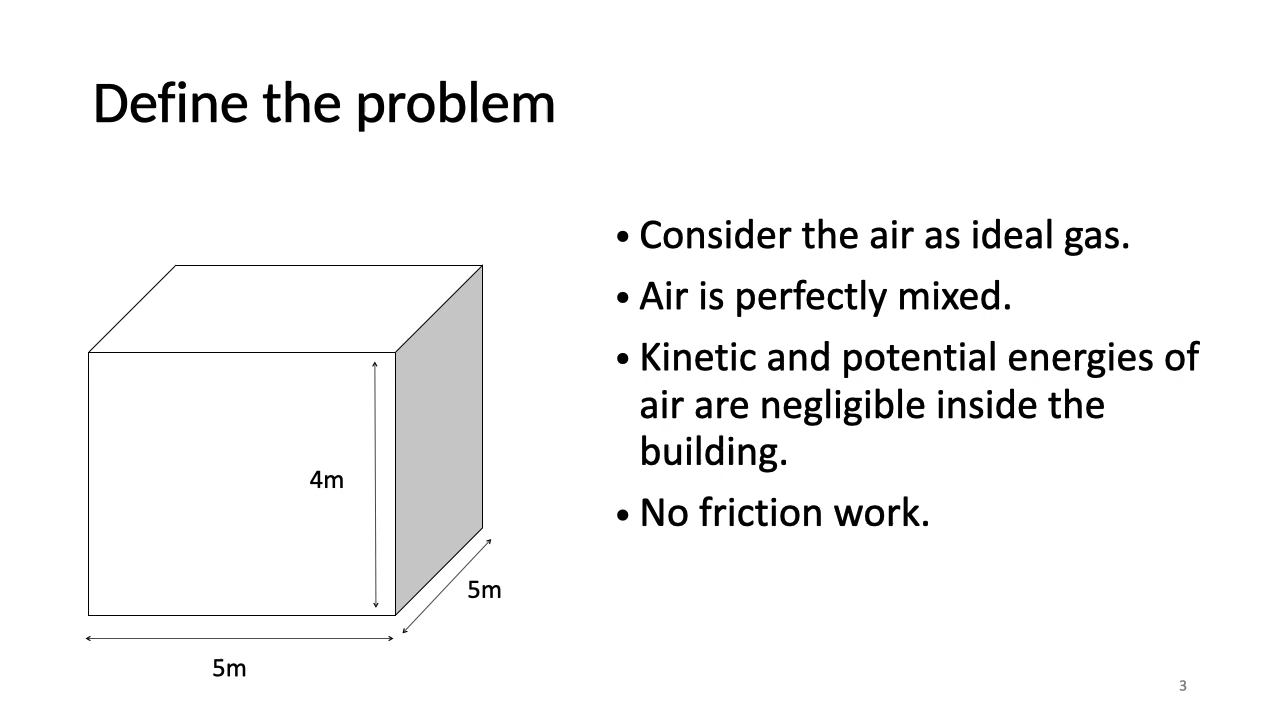 Define the problem
• Consider the air as ideal gas.
• Air is perfectly mixed.
• Kinetic and potential energies of
air are negligible inside the
building.
• No friction work.
4m
5m
5m
3